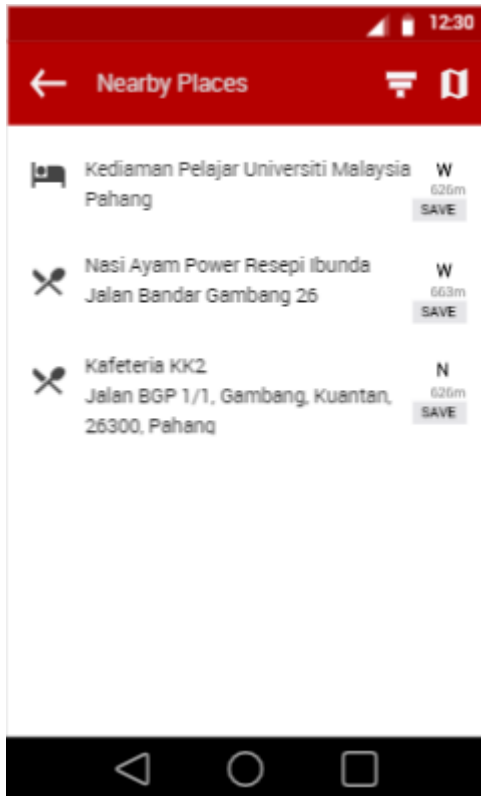 12:30
Nearby Places
Kediaman Pelajar Universiti Malaysia
Pahang
W
626m
SAVE
Nasi Ayam Power Resepi Ibunda
Jalan Bandar Gambang 26
W
663m
SAVE
Kafeteria KK2
Jalan BGP 1/1, Gambang, Kuantan,
26300, Pahang
N
626m
SAVE